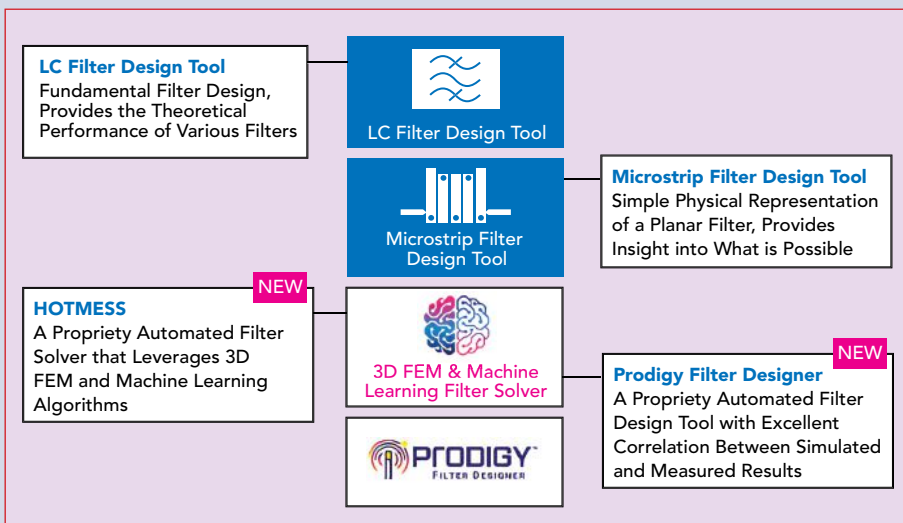 LC Filter Design Tool
Fundamental Filter Design,
Provides the Theoretical
Performance of Various Filters
LC Filter Design Tool
Microstrip Filter
Design Tool
Microstrip Filter Design Tool
Simple Physical Representation
of a Planar Filter, Provides
Insight into What is Possible
NEW
HOTMESS
A Propriety Automated Filter
Solver that Leverages 3D
FEM and Machine Learning
Algorithms
3D FEM & Machine
Learning Filter Solver
NEW
Prodigy Filter Designer
A Propriety Automated Filter
Design Tool with Excellent
Correlation Between Simulated
and Measured Results
PRODIGY™
FILTER DESIGNER